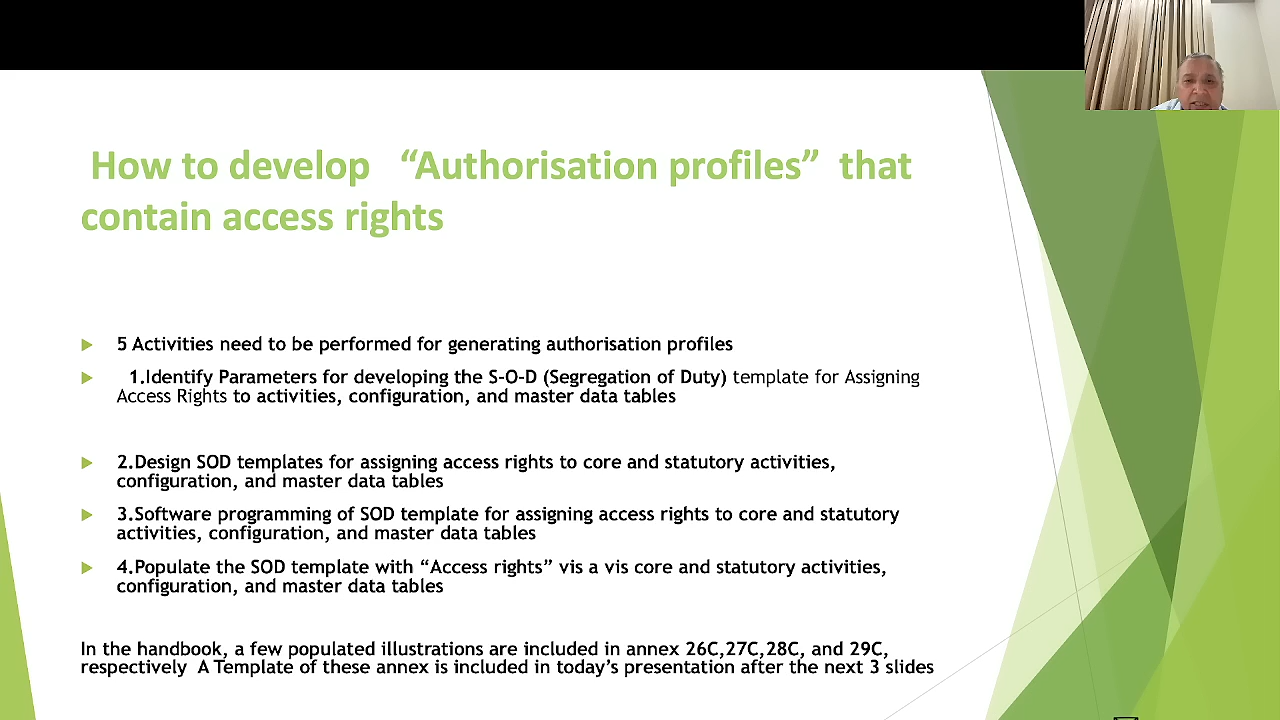 How to develop “Authorisation profiles” that
contain access rights
5 Activities need to be performed for generating authorisation profiles
1.Identify Parameters for developing the S-O-D (Segregation of Duty) template for Assigning
Access Rights to activities, configuration, and master data tables
2.Design SOD templates for assigning access rights to core and statutory activities,
configuration, and master data tables
3.Software programming of SOD template for assigning access rights to core and statutory
activities, configuration, and master data tables
4.Populate the SOD template with “Access rights” vis a vis core and statutory activities,
configuration, and master data tables
In the handbook, a few populated illustrations are included in annex 26C,27C,28C, and 29C,
respectively A Template of these annex is included in today’s presentation after the next 3 slides